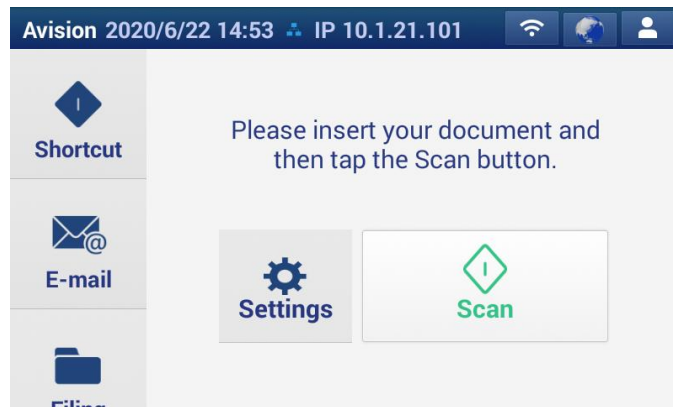 Avision 2020/6/22 14:53 IP 10.1.21.101
Shortcut
Please insert your document and
then tap the Scan button.
E-mail
@
Settings
Scan
Filing